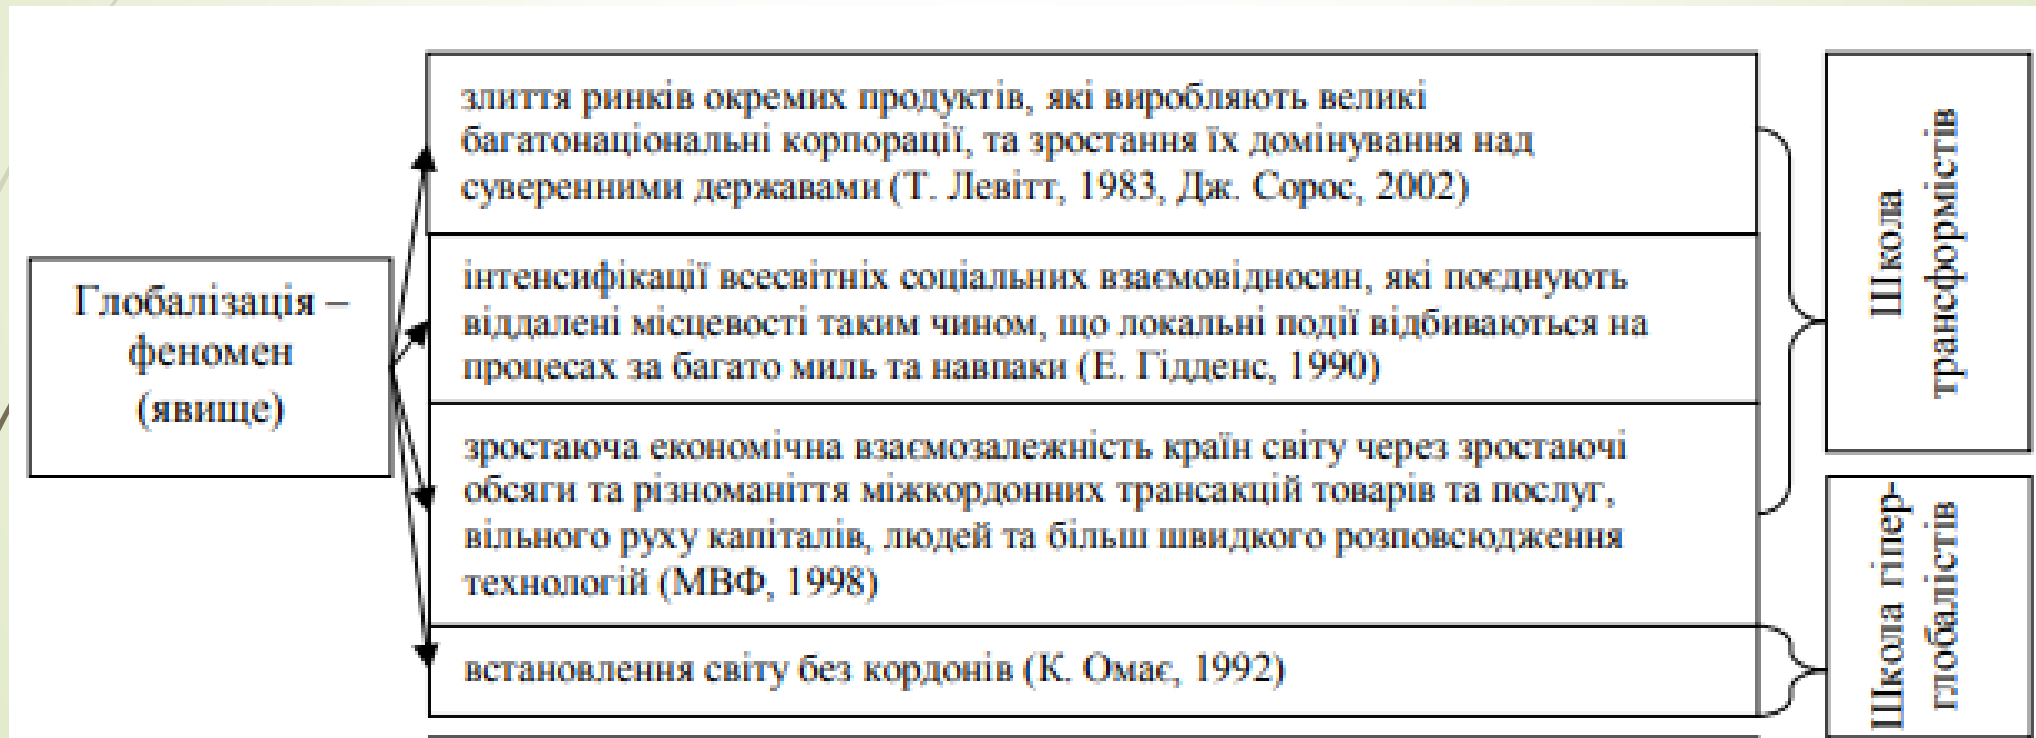 Глобалізація –
феномен
(явище)
злиття ринків окремих продуктів, які виробляють великі
багатонаціональні корпорації, та зростання їх домінування над
суверенними державами (Т. Левітт, 1983, Дж. Сорос, 2002)
інтенсифікації всесвітніх соціальних взаємовідносин, які поєднують
віддалені місцевості таким чином, що локальні події відбиваються на
процесах за багато миль та навпаки (Е. Гідденс, 1990)
зростаюча економічна взаємозалежність країн світу через зростаючі
обсяги та різноманіття міжкордонних трансакцій товарів та послуг,
вільного руху капіталів, людей та більш швидкого розповсюдження
технологій (МВФ, 1998)
встановлення світу без кордонів (К. Омає, 1992)
Школа
трансформістів
Школа гіпер-
глобалістів